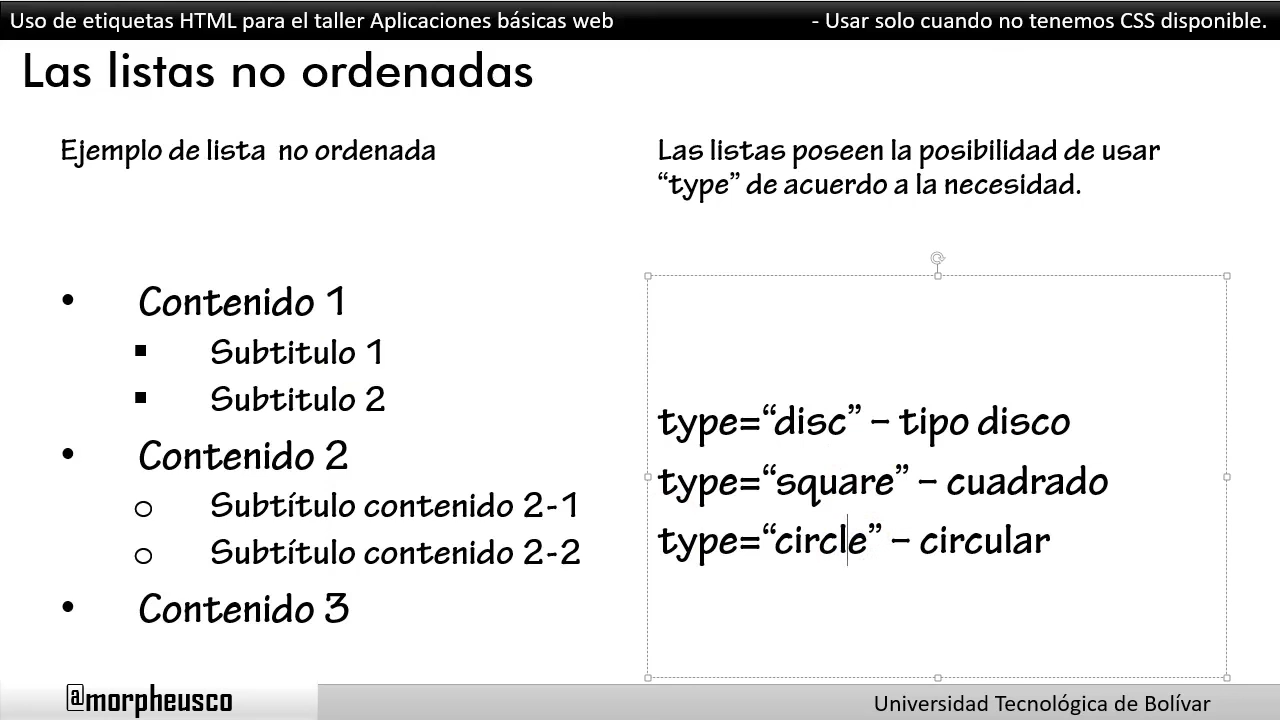 Uso de etiquetas HTML para el taller Aplicaciones básicas web
- Usar solo cuando no tenemos CSS disponible.
Las listas no ordenadas
Ejemplo de lista no ordenada
• Contenido 1
▪ Subtitulo 1
▪ Subtitulo 2
• Contenido 2
o Subtítulo contenido 2-1
o Subtítulo contenido 2-2
• Contenido 3
Las listas poseen la posibilidad de usar
“type” de acuerdo a la necesidad.
type=“disc” – tipo disco
type=“square” – cuadrado
type=“circle” – circular
@morpheusco
Universidad Tecnológica de Bolívar